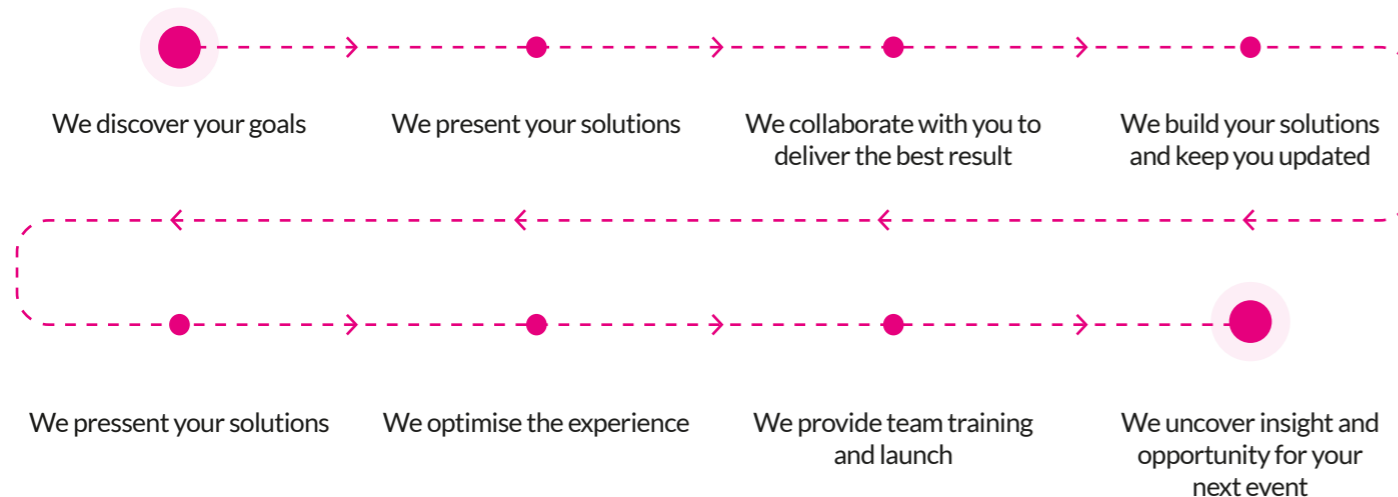 We discover your goals
We present your solutions
We collaborate with you to
deliver the best result
We build your solutions
and keep you updated
We pressent your solutions
We optimise the experience
We provide team training
and launch
We uncover insight and
opportunity for your
next event